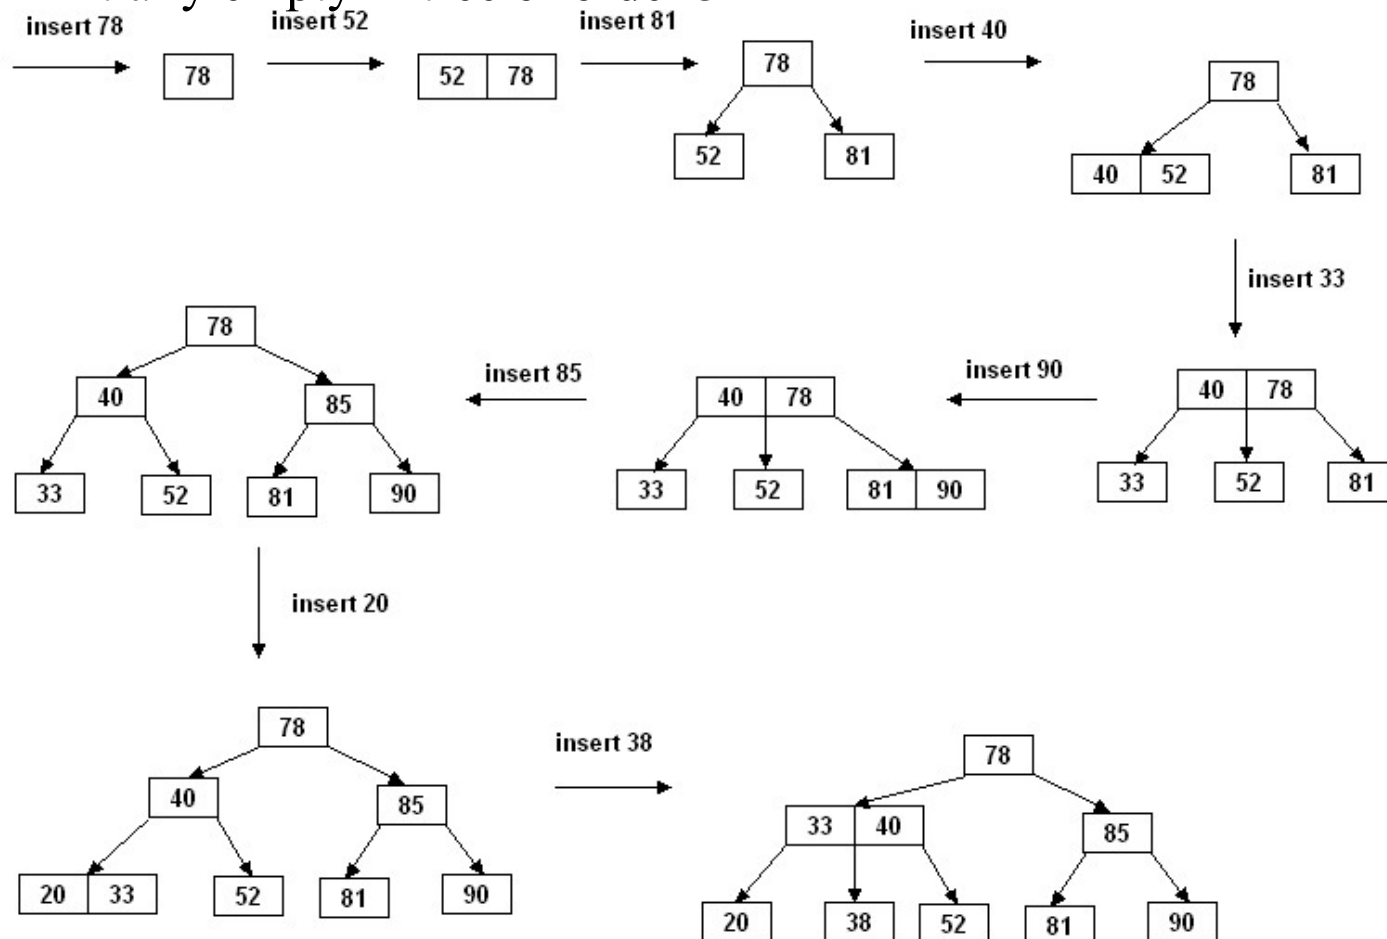 insert 78
78
insert 52
52 78
insert 81
78
52 81
insert 40
78
40 52 81
insert 33
40 78
33 52 81
insert 90
40 78
33 52 81 90
insert 85
78
40 85
33 52 81 90
insert 20
78
40 85
20 33 52 81 90
insert 38
78
33 40 85
20 38 52 81 90